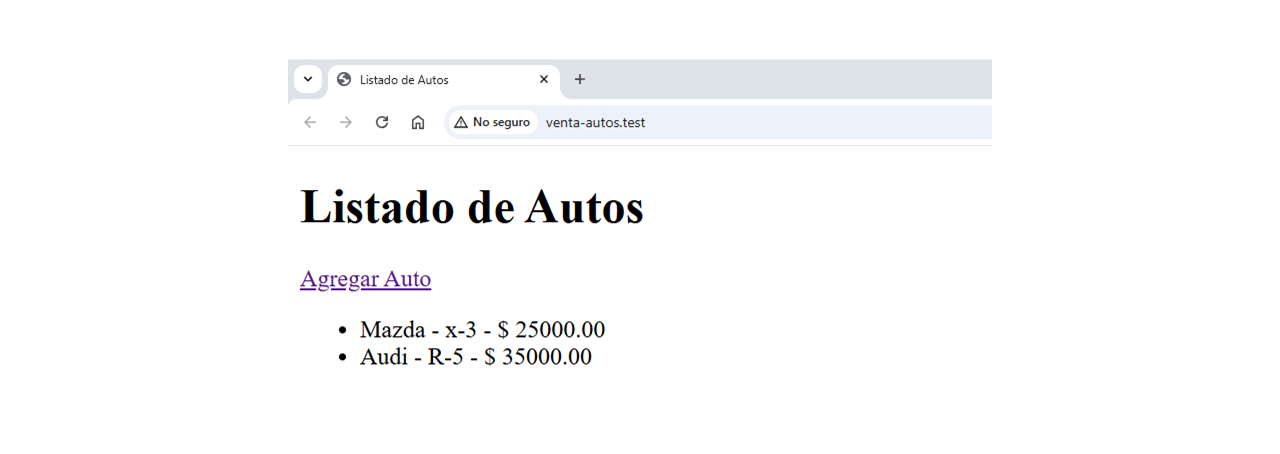 Listado de Autos
No seguro venta-autos.test
Listado de Autos
Agregar Auto
Mazda - x-3 - $ 25000.00
Audi - R-5 - $ 35000.00